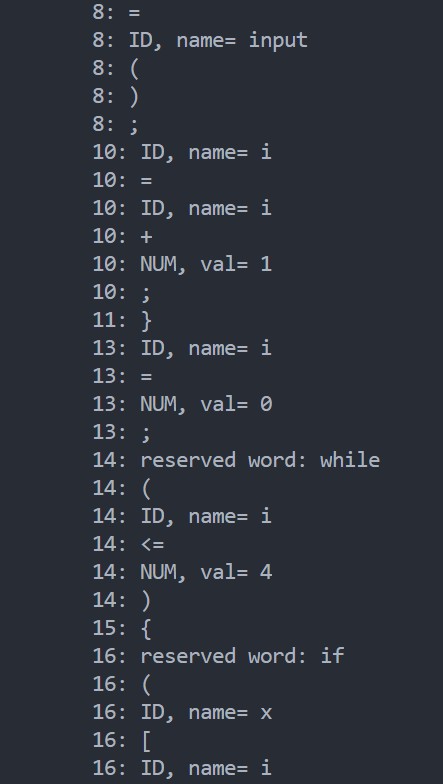 8: =
8: ID, name= input
8: (
8: )
8: ;
10: ID, name= i
10: =
10: ID, name= i
10: +
10: NUM, val= 1
10: ;
11: }
13: ID, name= i
13: =
13: NUM, val= 0
13: ;
14: reserved word: while
14: (
14: ID, name= i
14: <=
14: NUM, val= 4
14: )
15: {
16: reserved word: if
16: (
16: ID, name= x
16: [
16: ID, name= i